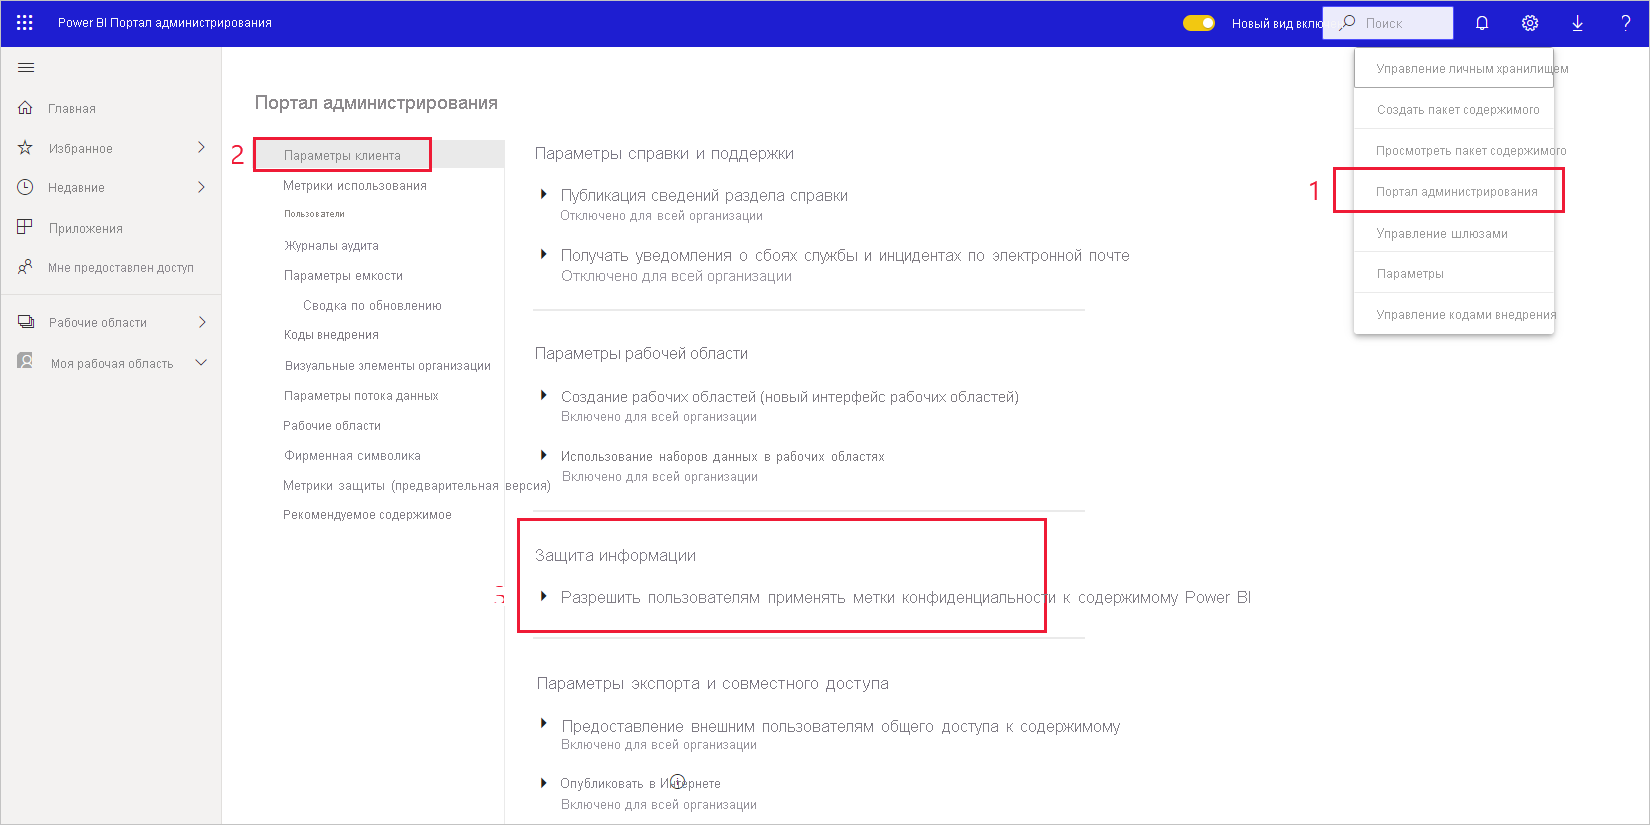 Power BI Портал администрирования
Новый вид включен
Поиск
?
Главная
Избранное
Недавние
Приложения
Мне предоставлен доступ
Рабочие области
Моя рабочая область
Портал администрирования
2
Параметры клиента
Метрики использования
Пользователи
Журналы аудита
Параметры емкости
Сводка по обновлению
Коды внедрения
Визуальные элементы организации
Параметры потока данных
Рабочие области
Фирменная символика
Метрики защиты (предварительная версия)
Рекомендуемое содержимое
Параметры справки и поддержки
Публикация сведений раздела справки
Отключено для всей организации
Получать уведомления о сбоях службы и инцидентах по электронной почте
Отключено для всей организации
Параметры рабочей области
Создание рабочих областей (новый интерфейс рабочих областей)
Включено для всей организации
Использование наборов данных в рабочих областях
Включено для всей организации
Защита информации
Разрешить пользователям применять метки конфиденциальности к содержимому Power BI
Параметры экспорта и совместного доступа
Предоставление внешним пользователям общего доступа к содержимому
Включено для всей организации
Опубликовать в Интернете
Включено для всей организации
Управление личным хранилищем
Создать пакет содержимого
Просмотреть пакет содержимого
1
Портал администрирования
Управление шлюзами
Параметры
Управление кодами внедрения